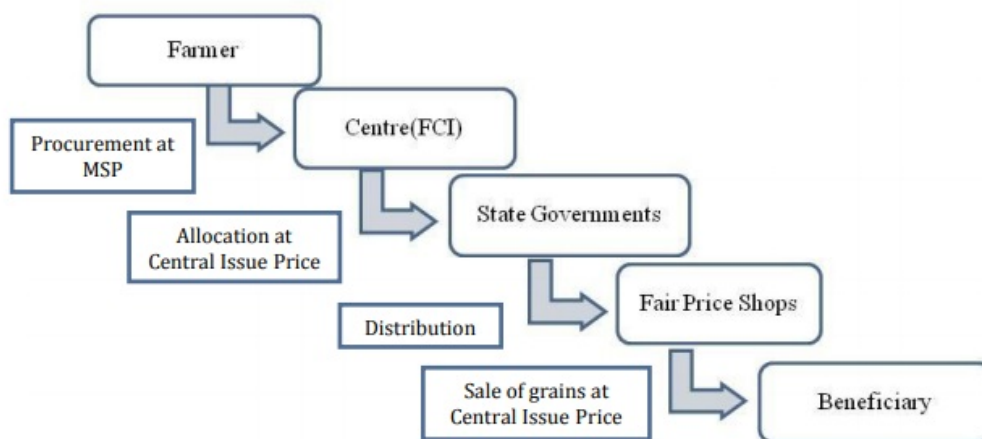 Farmer
Procurement at
MSP
Centre(FCI)
Allocation at
Central Issue Price
State Governments
Distribution
Fair Price Shops
Sale of grains at
Central Issue Price
Beneficiary